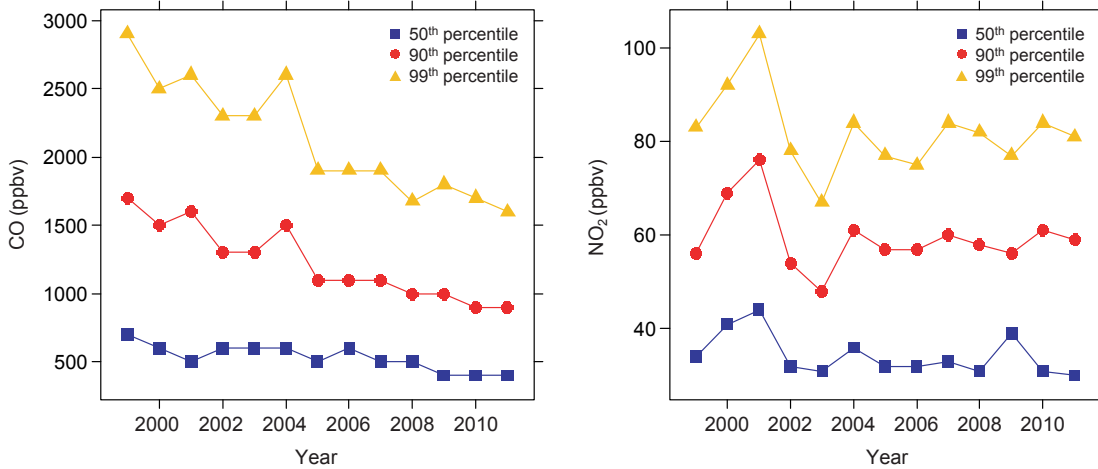 3000
2500
2000
1500
1000
500
CO (ppbv)
50th percentile
90th percentile
99th percentile
2000 2002 2004 2006 2008 2010
Year
100
80
60
40
NO₂ (ppbv)
50th percentile
90th percentile
99th percentile
2000 2002 2004 2006 2008 2010
Year